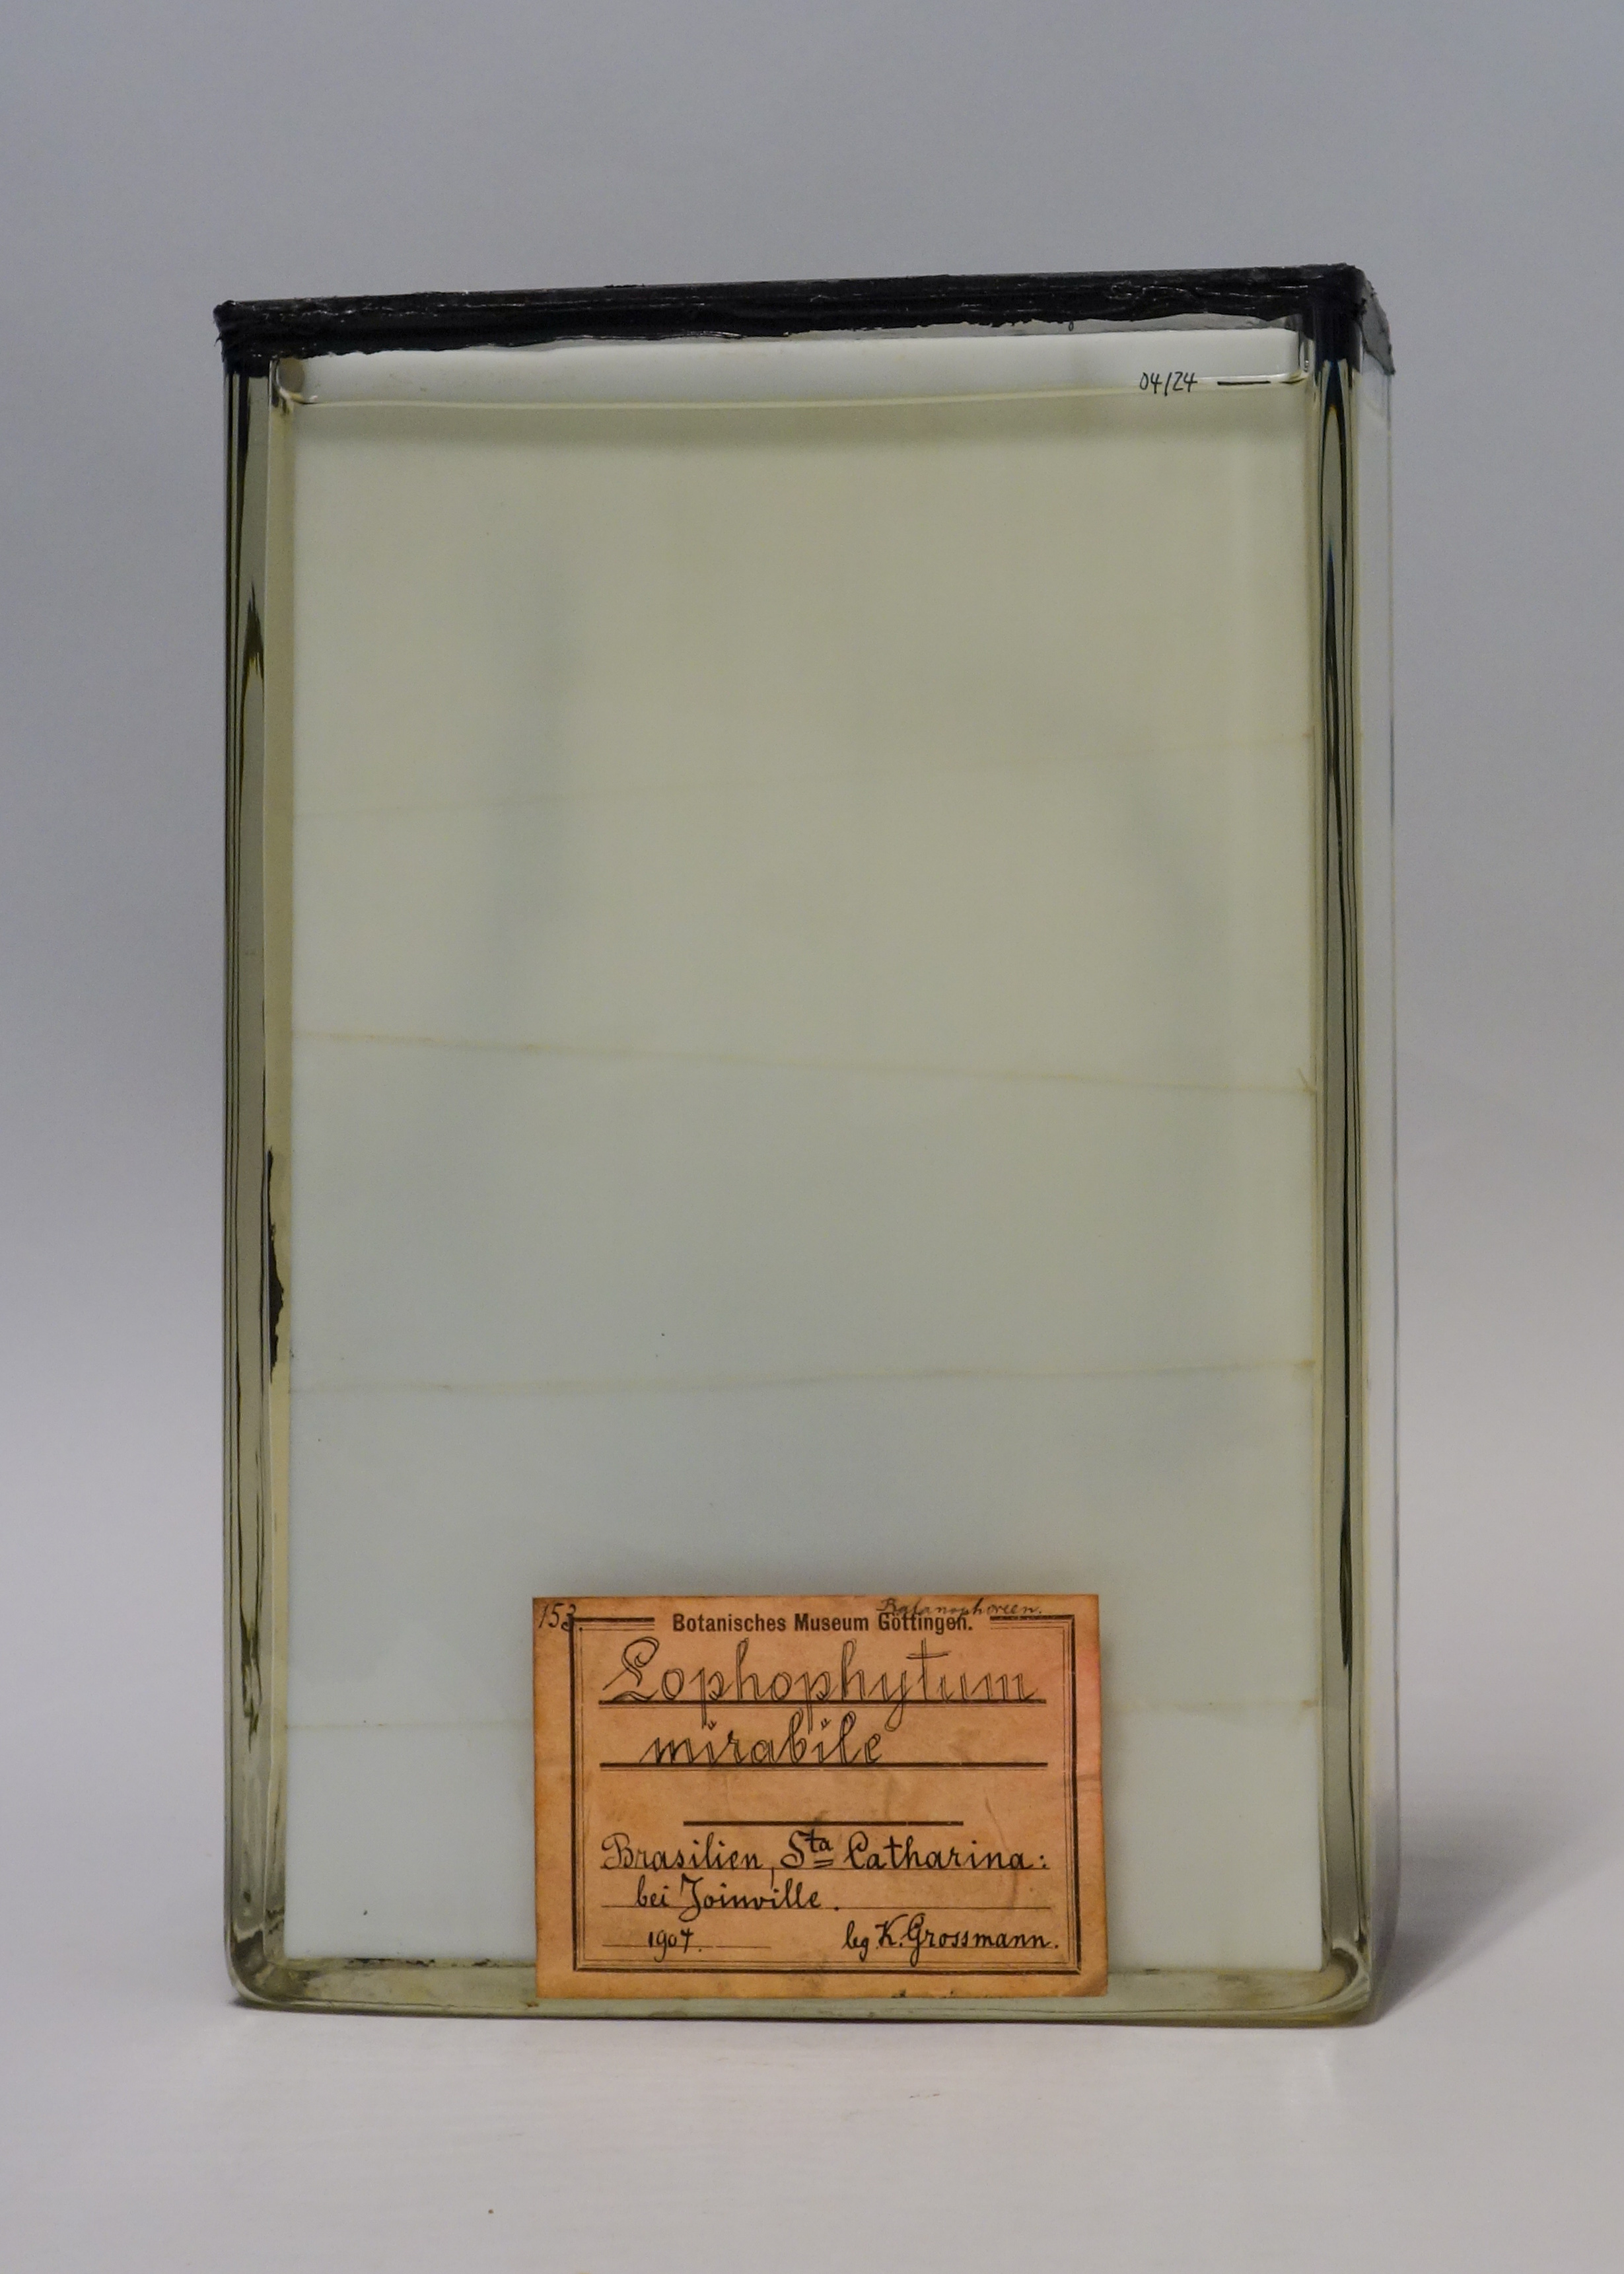 04/24 —
153
Balanophoreen.
Botanisches Museum Göttingen.
Lophophytum
mirabile
Brasilien, Sta Catharina:
bei Joinville.
1907. leg K. Grossmann.